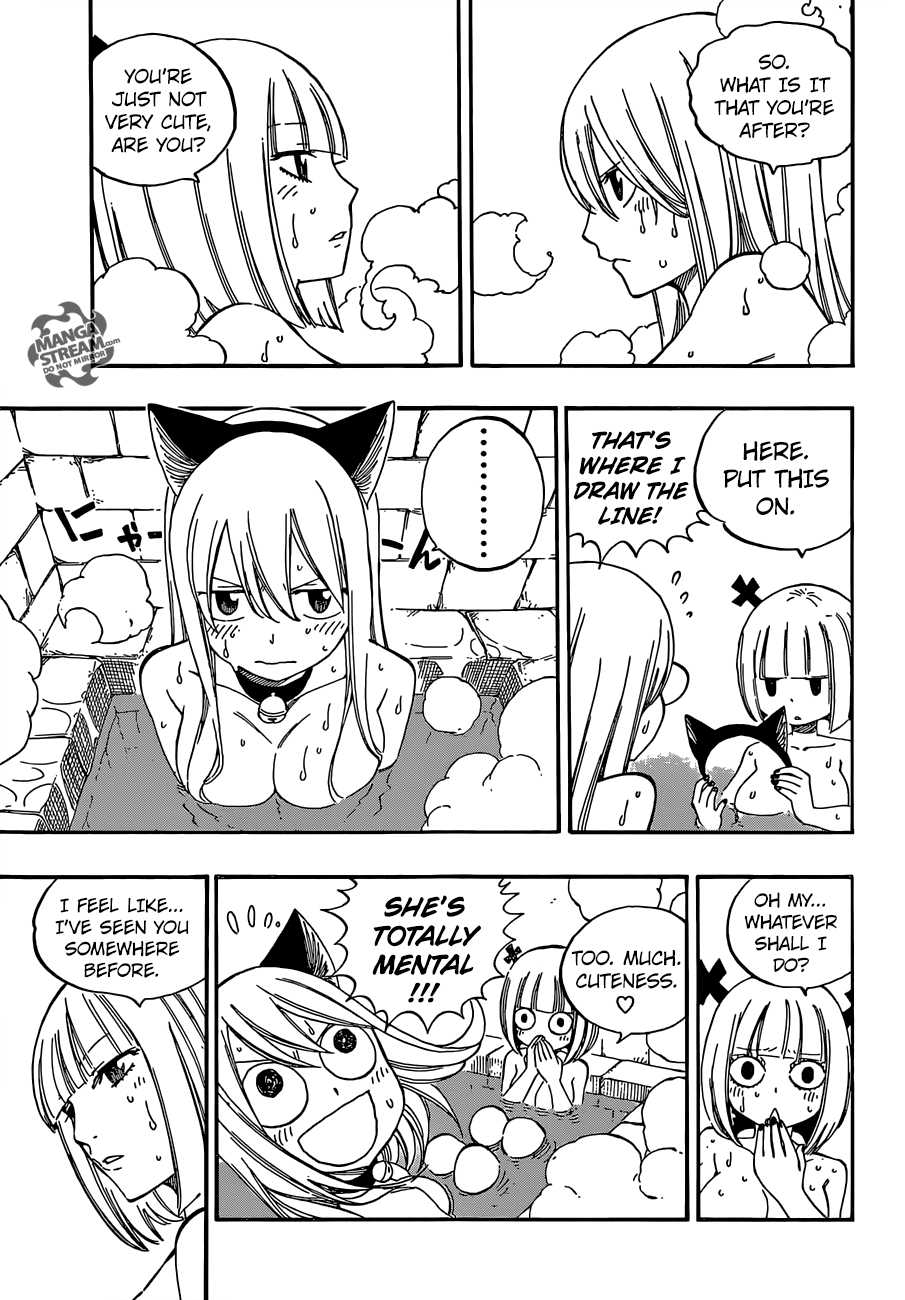 SO.
WHAT IS IT
THAT YOU'RE
AFTER?
YOU'RE
JUST NOT
VERY CUTE,
ARE YOU?
MANGA
STREAM.com
DO NOT MIRROR
HERE.
PUT THIS
ON.
THAT'S
WHERE I
DRAW THE
LINE!
..........
にゃーーん
OH MY...
WHATEVER
SHALL I
DO?
TOO. MUCH.
CUTENESS.
♡
SHE'S
TOTALLY
MENTAL
!!!
I FEEL LIKE...
I'VE SEEN YOU
SOMEWHERE
BEFORE.